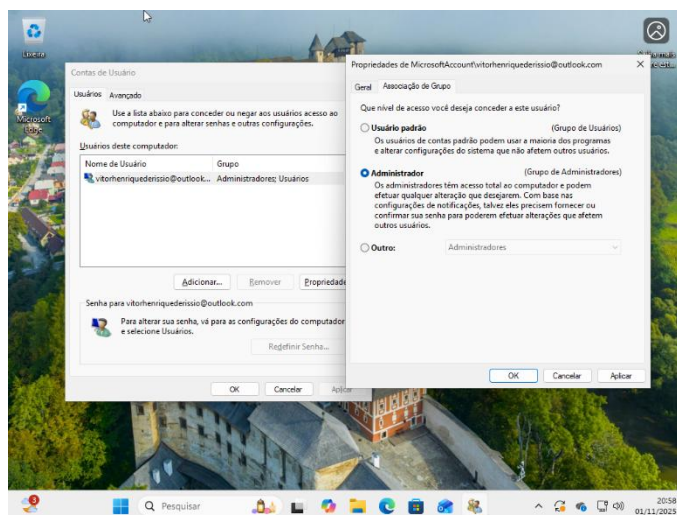 Lixeira
Microsoft
Edge
Contas de Usuário
Usuários Avançado
Use a lista abaixo para conceder ou negar aos usuários acesso ao
computador e para alterar senhas e outras configurações.
Usuários deste computador:
Nome de Usuário Grupo
vitorhenriquederissio@outlook... Administradores; Usuários
Adicionar... Remover Propriedade
Senha para vitorhenriquederissio@outlook.com
Para alterar sua senha, vá para as configurações do computador
e selecione Usuários.
Redefinir Senha...
OK Cancelar Aplicar
Propriedades de MicrosoftAccount\vitorhenriquederissio@outlook.com
Geral Associação de Grupo
Que nível de acesso você deseja conceder a este usuário?
Usuário padrão (Grupo de Usuários)
Os usuários de contas padrão podem usar a maioria dos programas
e alterar configurações do sistema que não afetem outros usuários.
Administrador (Grupo de Administradores)
Os administradores têm acesso total ao computador e podem
efetuar qualquer alteração que desejarem. Com base nas
configurações de notificações, talvez eles precisem fornecer ou
confirmar sua senha para poderem efetuar alterações que afetem
outros usuários.
Outro: Administradores
OK Cancelar Aplicar
Pesquisar
20:58
01/11/2025